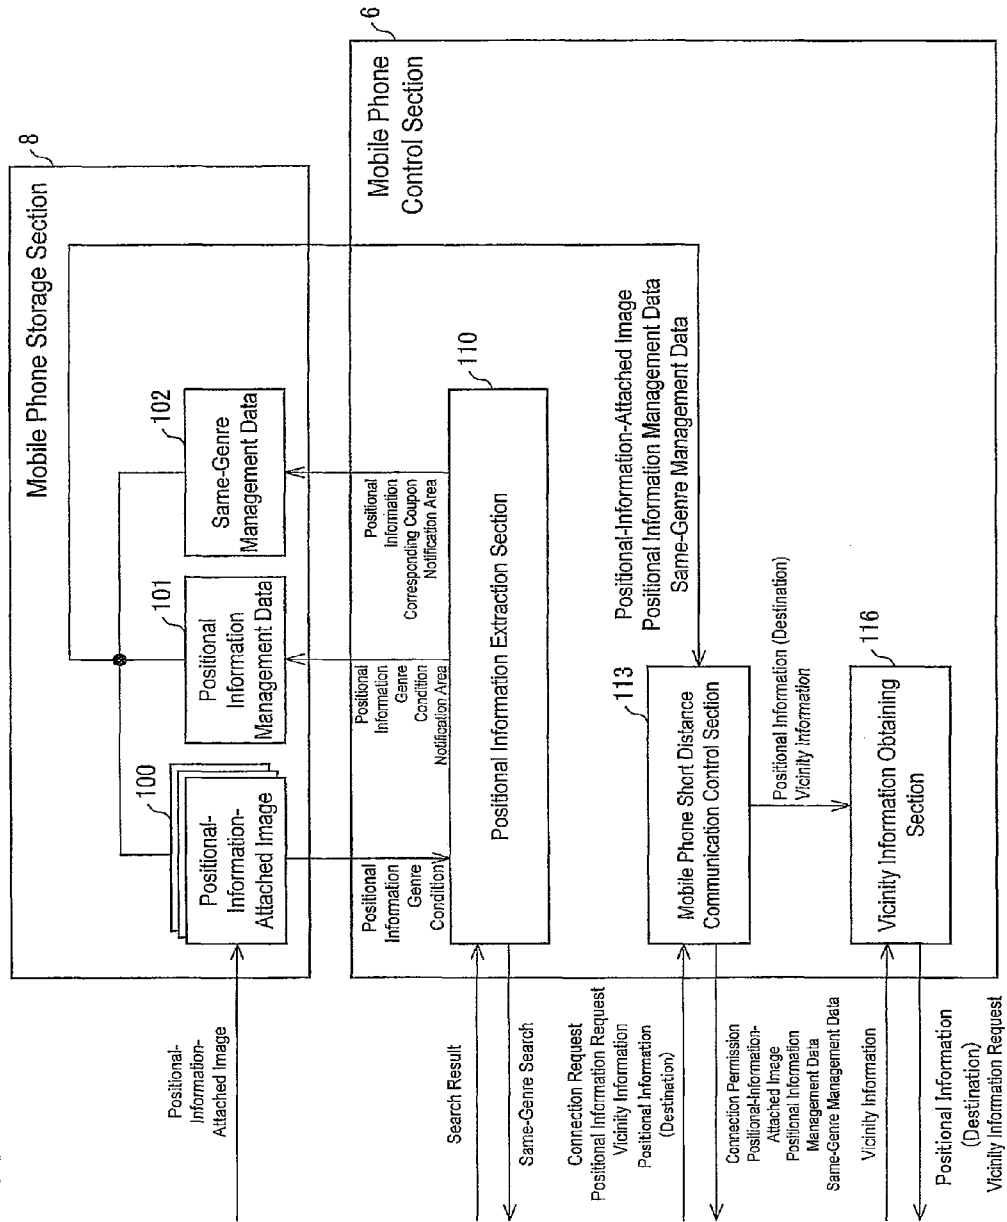 Mobile Phone Storage Section
8
100
Positional-
Information-
Attached Image
101
Positional
Information
Management Data
102
Same-Genre
Management Data
Positional-
Information-
Attached Image
Mobile Phone
Control Section
6
Positional
Information
Genre
Condition
Positional
Information
Genre
Condition
Notification Area
Positional
Information
Corresponding Coupon
Notification Area
110
Positional Information Extraction Section
Search Result
Same-Genre Search
Positional-Information-Attached Image
Positional Information Management Data
Same-Genre Management Data
113
Mobile Phone Short Distance
Communication Control Section
Connection Request
Positional Information Request
Vicinity Information
Positional Information
(Destination)
Connection Permission
Positional-Information-
Attached Image
Positional Information
Management Data
Same-Genre Management Data
Positional Information (Destination)
Vicinity Information
116
Vicinity Information Obtaining
Section
Vicinity Information
Positional Information
(Destination)
Vicinity Information Request